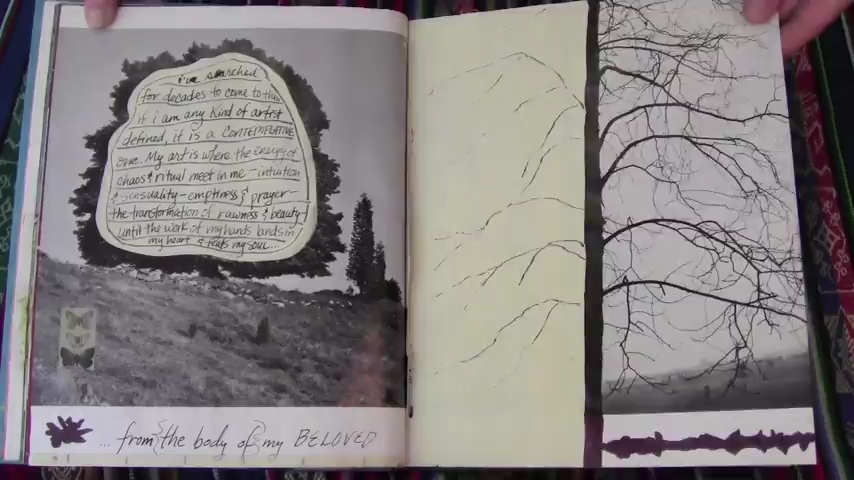 i've searched
for decades to come to this
if i am any kind of artist
defined, it is a CONTEMPLATIVE
one. My art is where the energy of
chaos & ritual meet in me - intuition
& sensuality - emptiness & prayer -
the transformation of rawness & beauty
until the work of my hands lands in
my heart & feeds my soul...
... from the body of my BELOVED